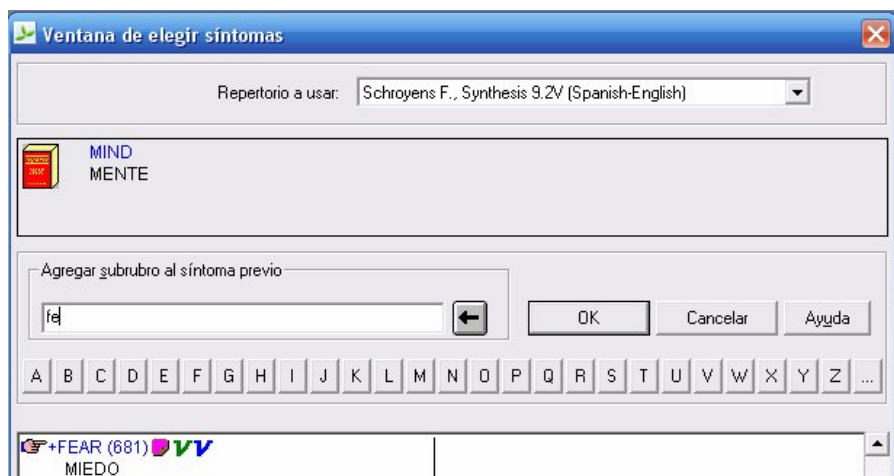 Ventana de elegir síntomas
Repertorio a usar: Schroyens F., Synthesis 9.2V (Spanish-English)
MIND
MENTE
Agregar subrubro al síntoma previo
fe
OK Cancelar Ayuda
A B C D E F G H I J K L M N O P Q R S T U V W X Y Z ...
+FEAR (681) V V
MIEDO